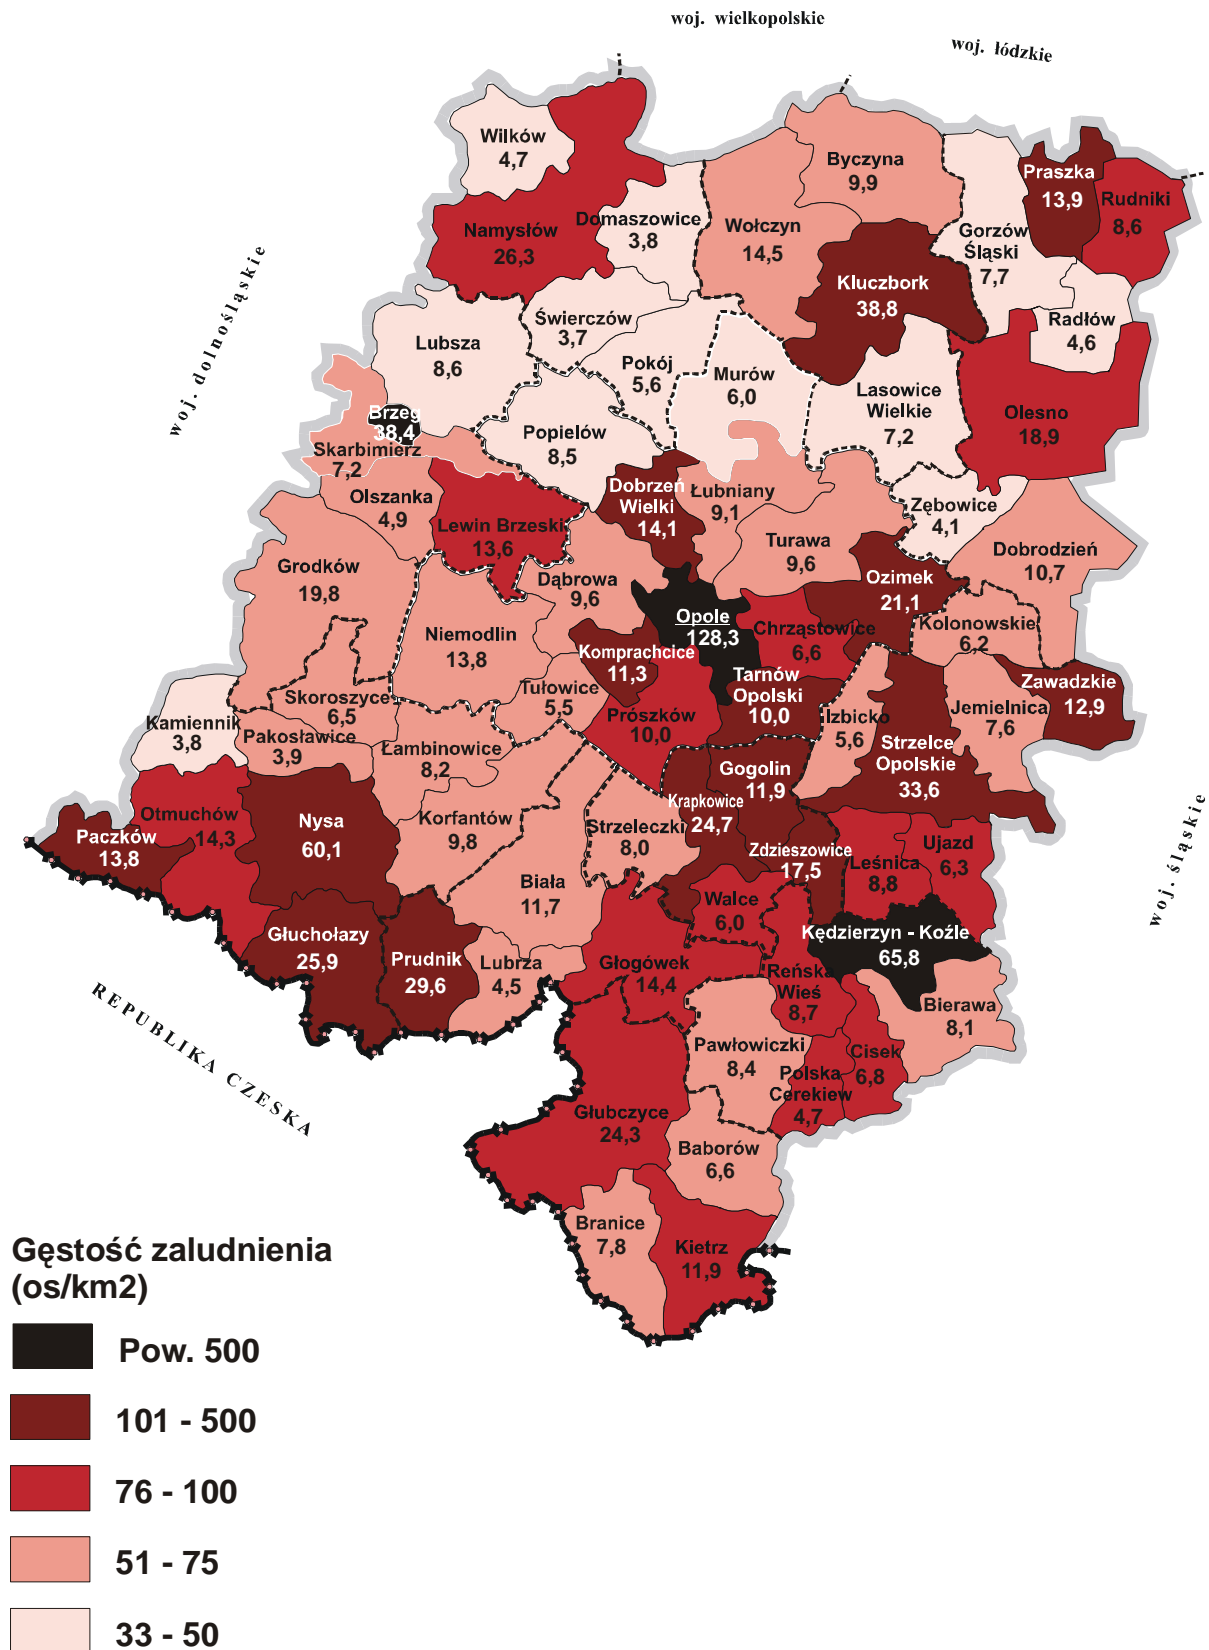 woj. wielkopolskie
woj. łódzkie
Wilków
4,7
Byczyna
9,9
Praszka
13,9
Rudniki
8,6
Namysłów
26,3
Domaszowice
3,8
Wołczyn
14,5
Gorzów
Śląski
7,7
Kluczbork
38,8
woj. dolnośląskie
Świerczów
3,7
Radłów
4,6
Lubsza
8,6
Pokój
5,6
Murów
6,0
Lasowice
Wielkie
7,2
Olesno
18,9
Brzeg
38,4
Popielów
8,5
Skarbimierz
7,2
Olszanka
4,9
Dobrzeń
Wielki
14,1
Łubniany
9,1
Zębowice
4,1
Lewin Brzeski
13,6
Turawa
9,6
Dobrodzień
10,7
Grodków
19,8
Dąbrowa
9,6
Ozimek
21,1
Opole
128,3
Chrząstowice
6,6
Kolonowskie
6,2
Niemodlin
13,8
Komprachcice
11,3
Tarnów
Opolski
10,0
Zawadzkie
12,9
Skoroszyce
6,5
Tułowice
5,5
Prószków
10,0
Izbicko
5,6
Jemielnica
7,6
Kamiennik
3,8
Pakosławice
3,9
Łambinowice
8,2
Strzelce
Opolskie
33,6
Gogolin
11,9
Otmuchów
14,3
Nysa
60,1
Korfantów
9,8
Strzeleczki
8,0
Krapkowice
24,7
Paczków
13,8
Zdzieszowice
17,5
Leśnica
8,8
Ujazd
6,3
woj. śląskie
Biała
11,7
Walce
6,0
Kędzierzyn - Koźle
65,8
Głuchołazy
25,9
Prudnik
29,6
Lubrza
4,5
Głogówek
14,4
Reńska
Wieś
8,7
Bierawa
8,1
REPUBLIKA CZESKA
Pawłowiczki
8,4
Cisek
6,8
Polska
Cerekiew
4,7
Głubczyce
24,3
Baborów
6,6
Branice
7,8
Kietrz
11,9
Gęstość zaludnienia
(os/km2)
Pow. 500
101 - 500
76 - 100
51 - 75
33 - 50